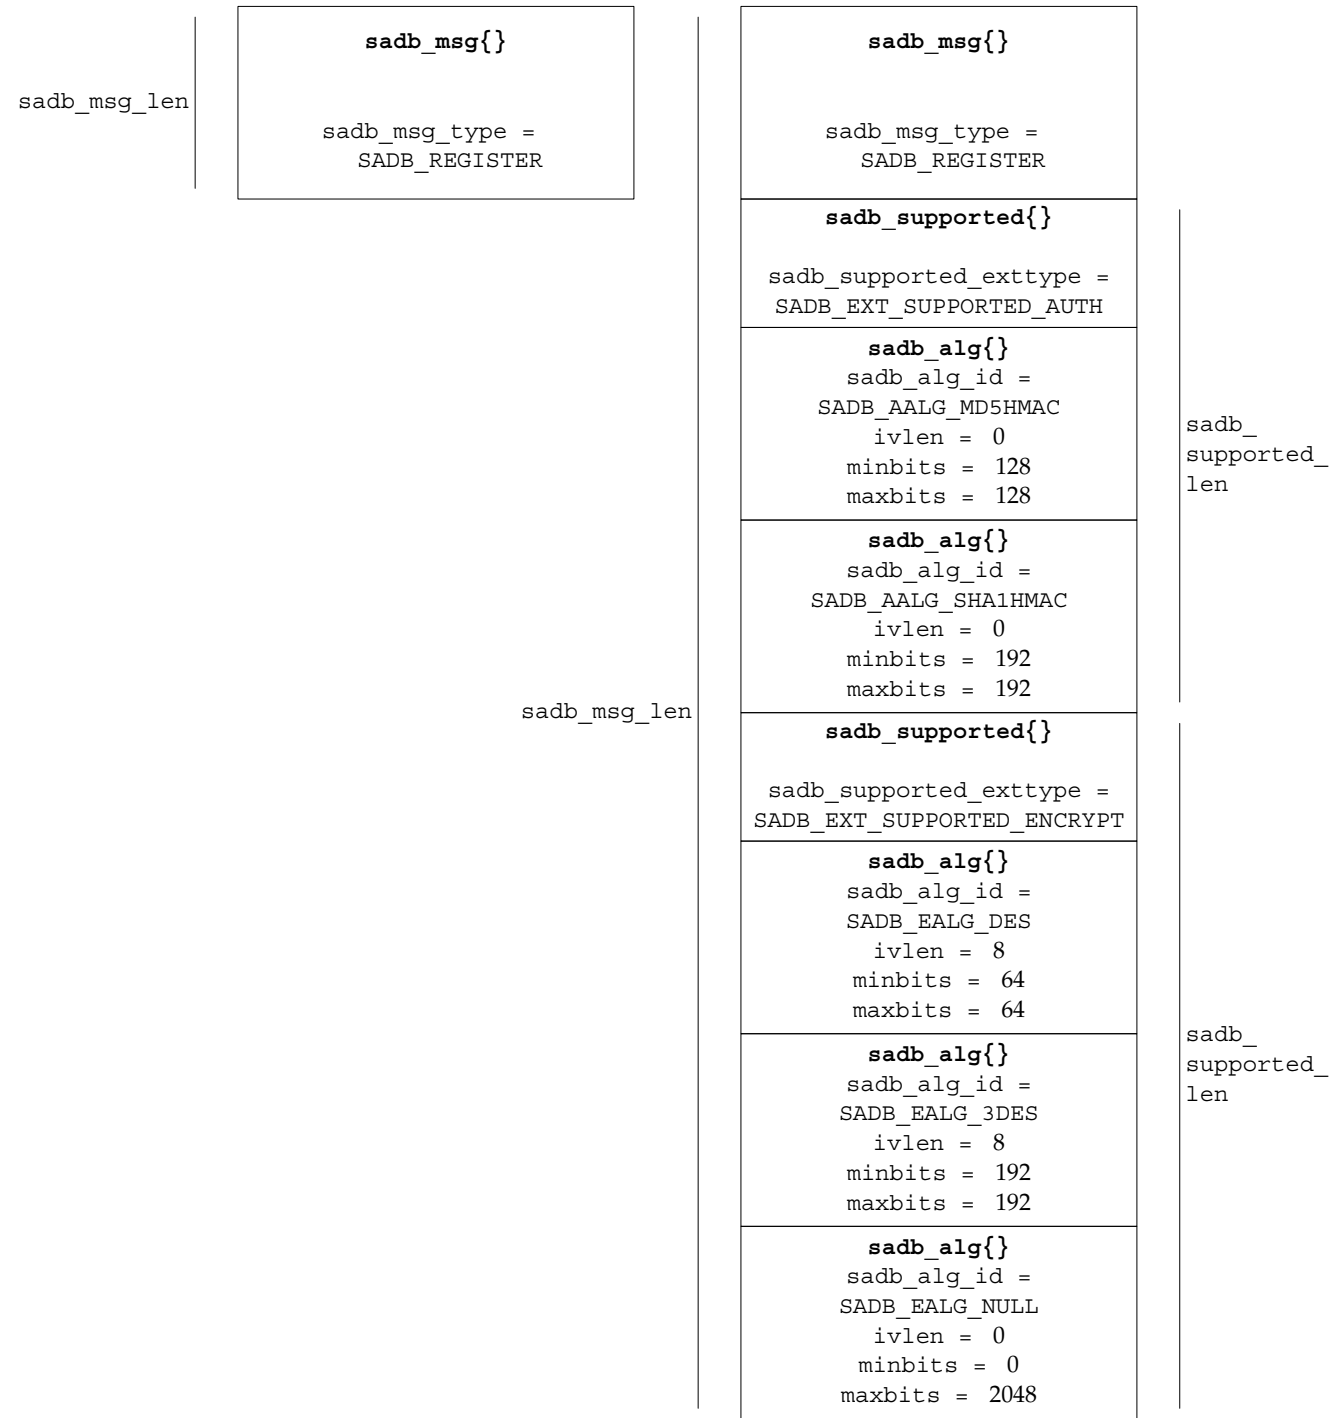 sadb_msg{}
sadb_msg_len
sadb_msg_type =
SADB_REGISTER
sadb_msg_len
sadb_msg{}
sadb_msg_type =
SADB_REGISTER
sadb_supported{}
sadb_supported_exttype =
SADB_EXT_SUPPORTED_AUTH
sadb_alg{}
sadb_alg_id =
SADB_AALG_MD5HMAC
ivlen = 0
minbits = 128
maxbits = 128
sadb_alg{}
sadb_alg_id =
SADB_AALG_SHA1HMAC
ivlen = 0
minbits = 192
maxbits = 192
sadb_
supported_
len
sadb_supported{}
sadb_supported_exttype =
SADB_EXT_SUPPORTED_ENCRYPT
sadb_alg{}
sadb_alg_id =
SADB_EALG_DES
ivlen = 8
minbits = 64
maxbits = 64
sadb_alg{}
sadb_alg_id =
SADB_EALG_3DES
ivlen = 8
minbits = 192
maxbits = 192
sadb_alg{}
sadb_alg_id =
SADB_EALG_NULL
ivlen = 0
minbits = 0
maxbits = 2048
sadb_
supported_
len